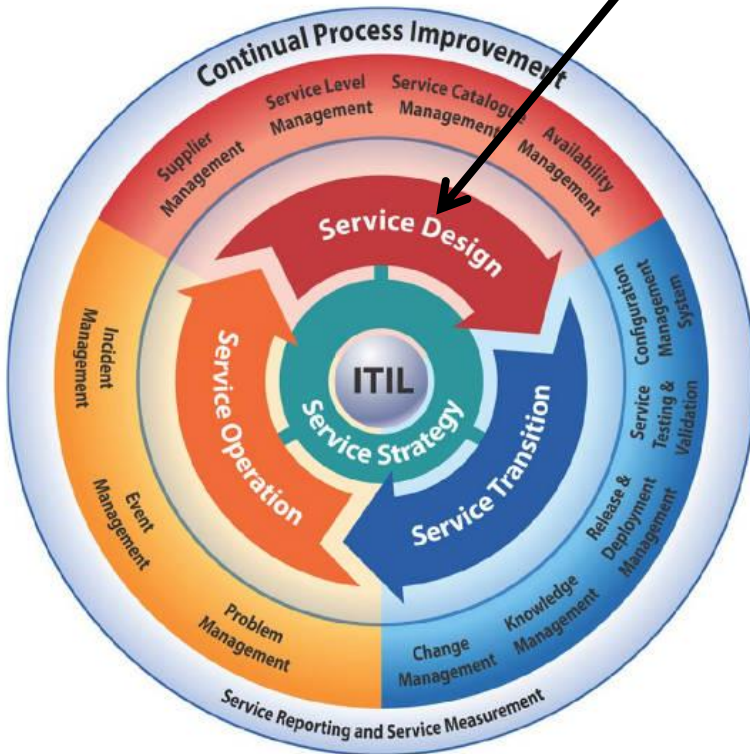 Continual Process Improvement
Supplier
Management
Service Level
Management
Service Catalogue
Management
Availability
Management
Service Design
Configuration
Management
System
Service
Testing &
Validation
Release &
Deployment
Management
Knowledge
Management
Change
Management
Service Transition
ITIL
Service Strategy
Service Operation
Incident
Management
Event
Management
Problem
Management
Service Reporting and Service Measurement